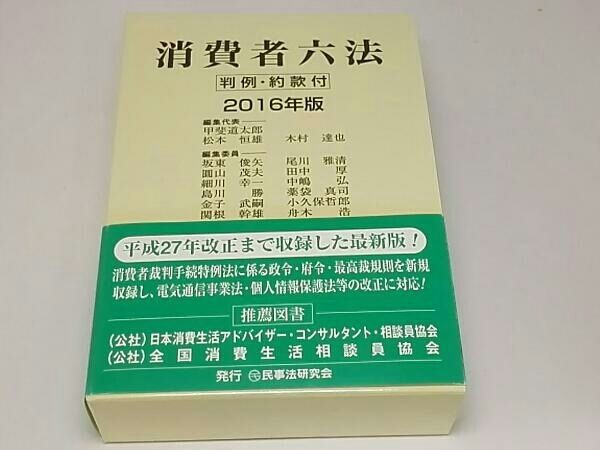 消費者六法
判例・約款付
2016年版
編集代表
甲斐道太郎
松本 恒雄 木村 達也
編集委員
坂東 俊矢 尾川 雅清
圓山 茂夫 田中 厚
細川 幸一 中嶋 弘
島川 勝 薬袋 真司
金子 武嗣 小久保哲郎
関根 幹雄 舟木 浩
平成27年改正まで収録した最新版!
消費者裁判手続特例法に係る政令・府令・最高裁規則を新規
収録し、電気通信事業法・個人情報保護法等の改正に対応!
推薦図書
(公社)日本消費生活アドバイザー・コンサルタント・相談員協会
(公社)全国消費生活相談員協会
発行 民事法研究会